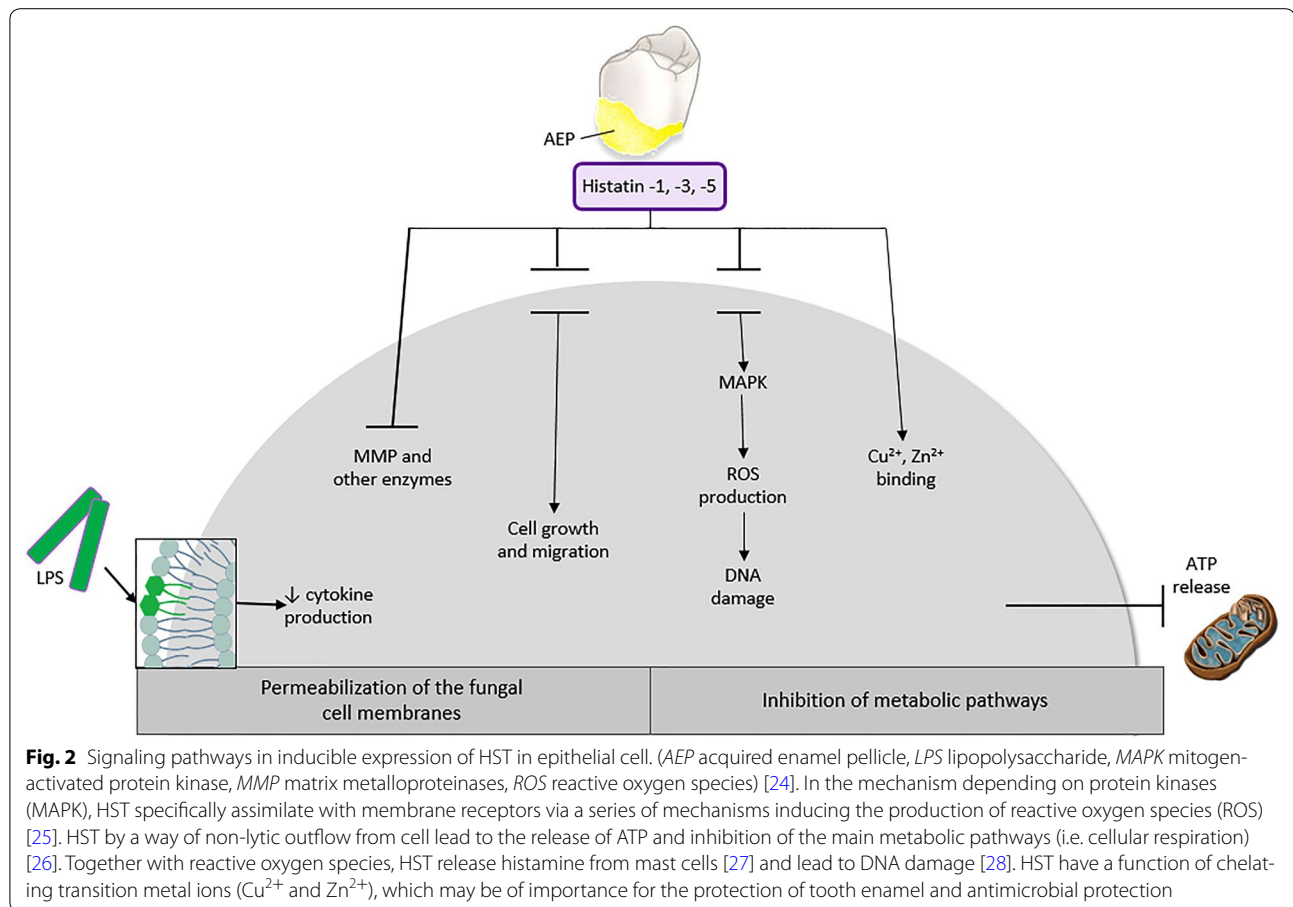 AEP
Histatin -1, -3, -5
MAPK
MMP and
other enzymes
Cu²⁺, Zn²⁺
binding
ROS
production
Cell growth
and migration
LPS
ATP
release
DNA
damage
↓ cytokine
production
Permeabilization of the fungal
cell membranes
Inhibition of metabolic pathways
Fig. 2 Signaling pathways in inducible expression of HST in epithelial cell. (AEP acquired enamel pellicle, LPS lipopolysaccharide, MAPK mitogen-
activated protein kinase, MMP matrix metalloproteinases, ROS reactive oxygen species) [24]. In the mechanism depending on protein kinases
(MAPK), HST specifically assimilate with membrane receptors via a series of mechanisms inducing the production of reactive oxygen species (ROS)
[25]. HST by a way of non-lytic outflow from cell lead to the release of ATP and inhibition of the main metabolic pathways (i.e. cellular respiration)
[26]. Together with reactive oxygen species, HST release histamine from mast cells [27] and lead to DNA damage [28]. HST have a function of chelat-
ing transition metal ions (Cu²⁺ and Zn²⁺), which may be of importance for the protection of tooth enamel and antimicrobial protection